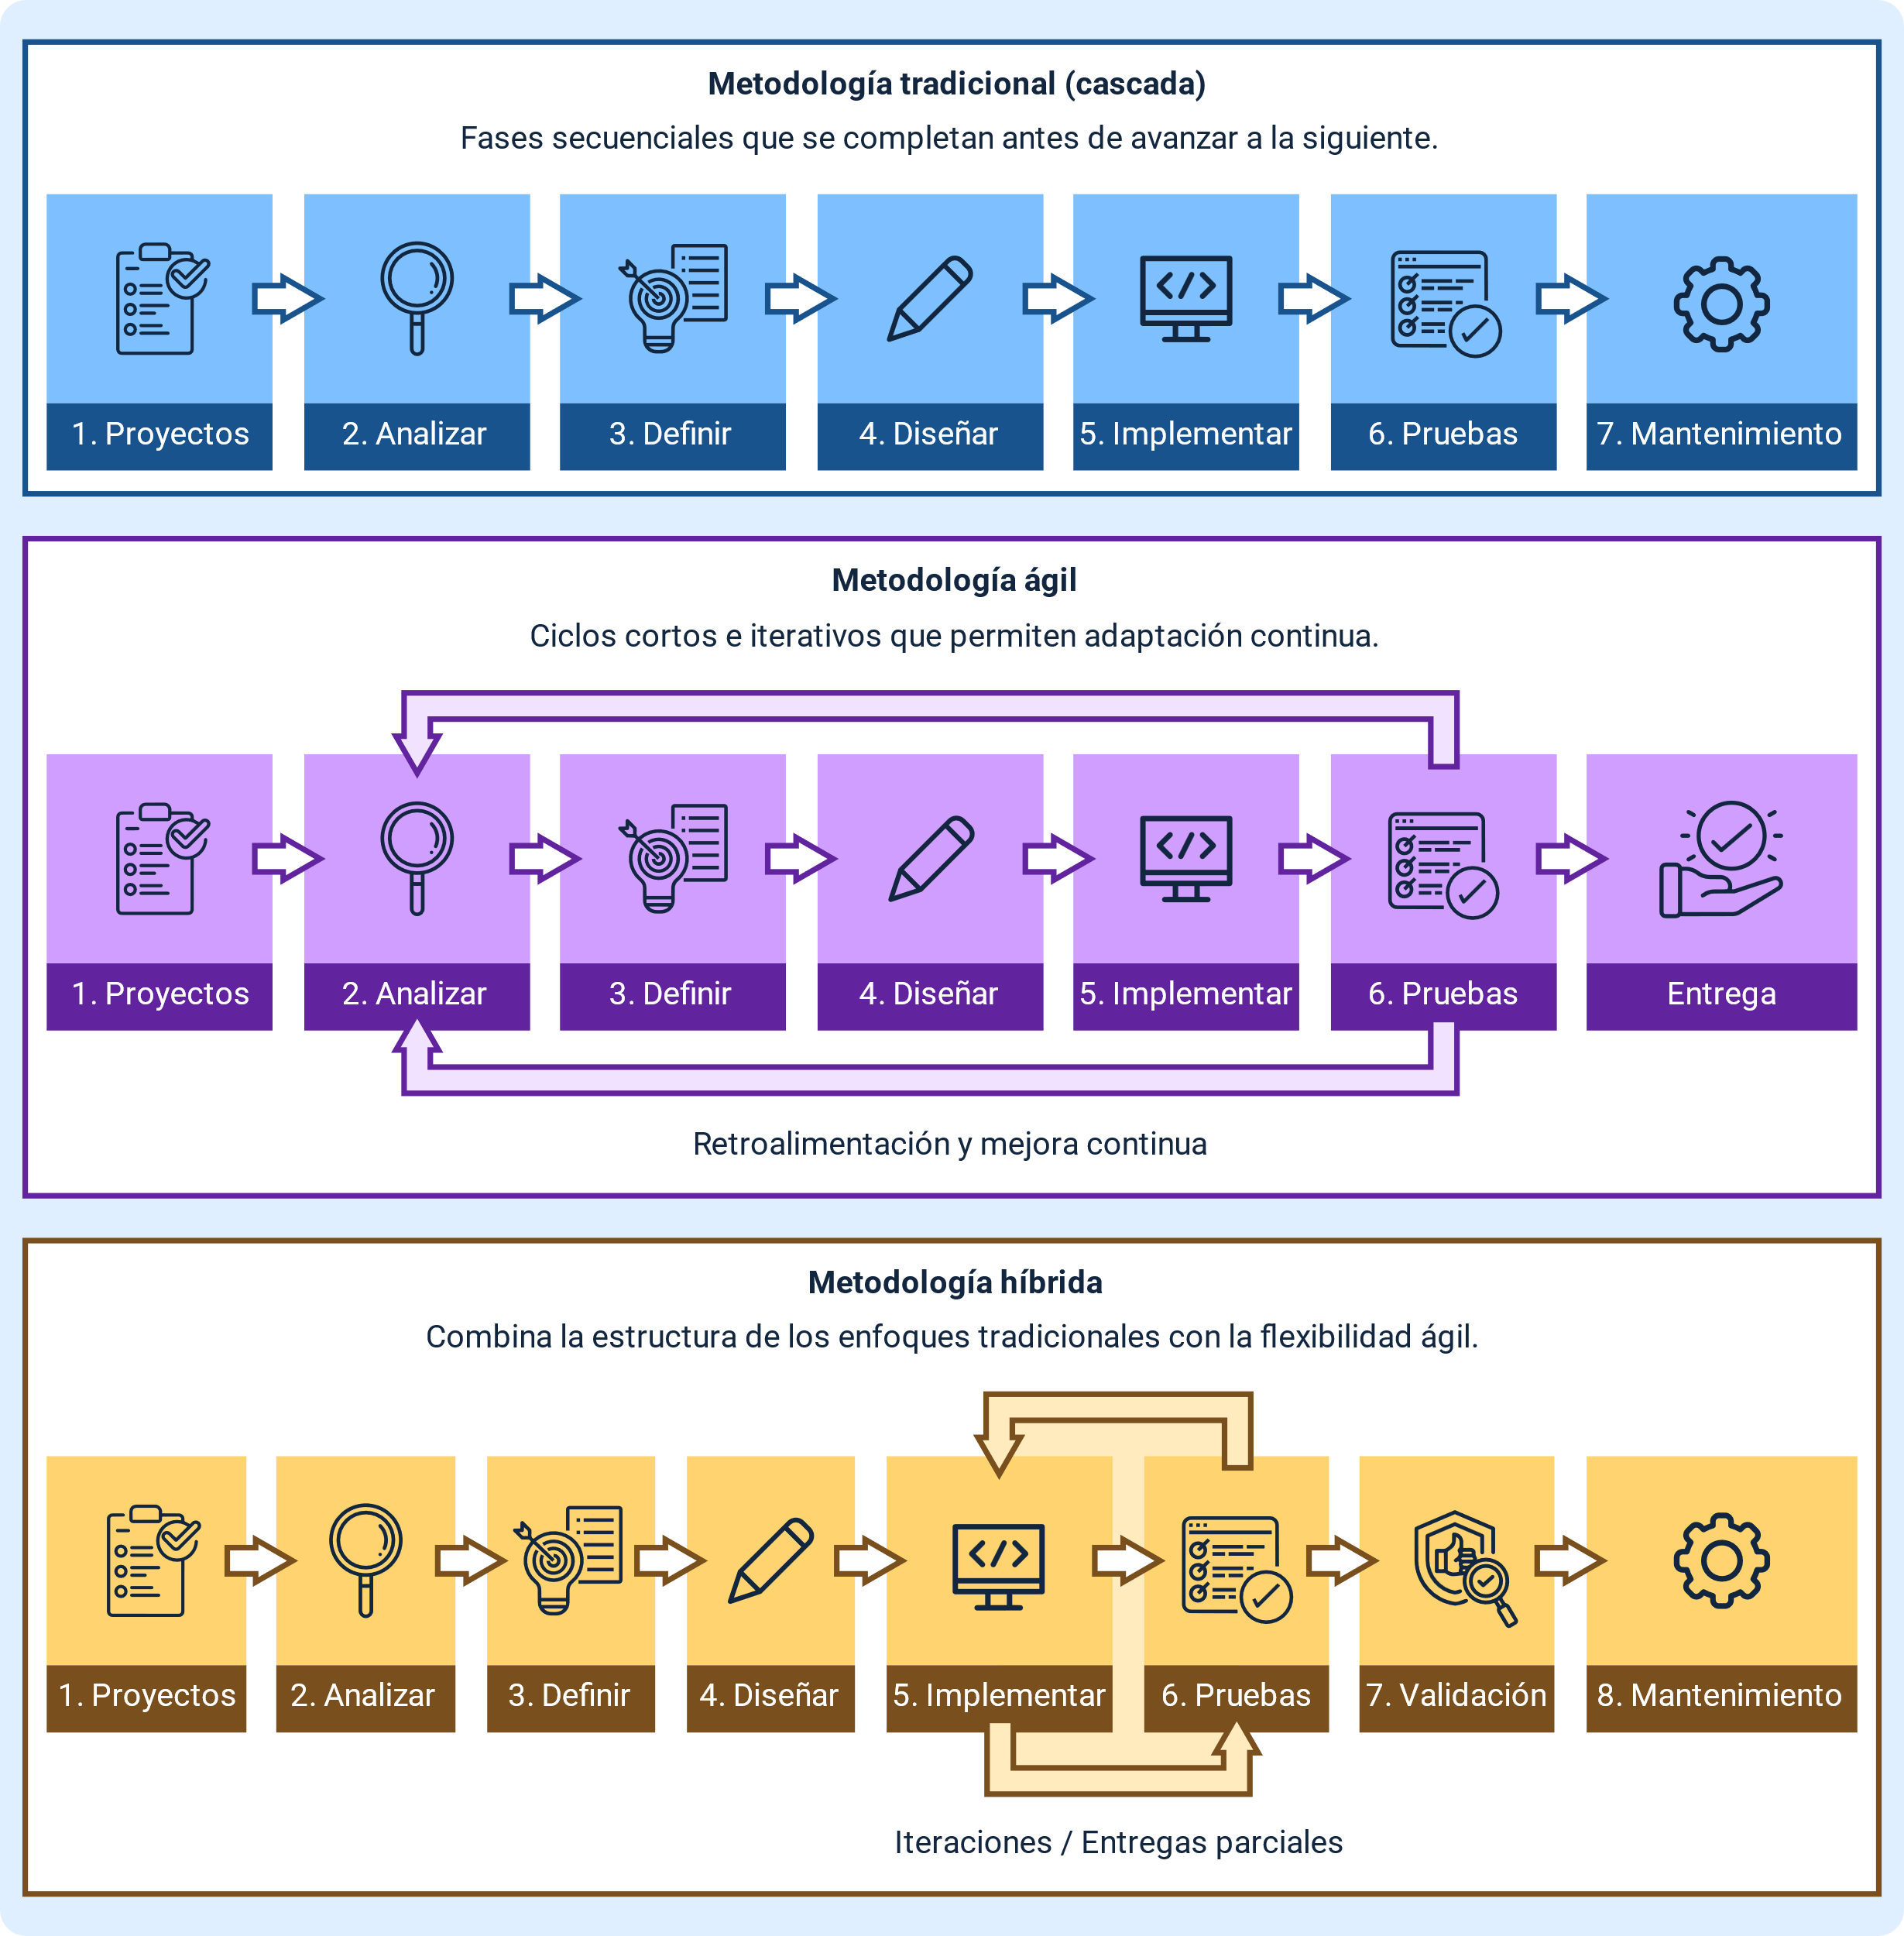 Metodología tradicional (cascada)
Fases secuenciales que se completan antes de avanzar a la siguiente.
1. Proyectos
2. Analizar
3. Definir
4. Diseñar
5. Implementar
6. Pruebas
7. Mantenimiento
Metodología ágil
Ciclos cortos e iterativos que permiten adaptación continua.
1. Proyectos
2. Analizar
3. Definir
4. Diseñar
5. Implementar
6. Pruebas
Entrega
Retroalimentación y mejora continua
Metodología híbrida
Combina la estructura de los enfoques tradicionales con la flexibilidad ágil.
1. Proyectos
2. Analizar
3. Definir
4. Diseñar
5. Implementar
6. Pruebas
7. Validación
8. Mantenimiento
Iteraciones / Entregas parciales